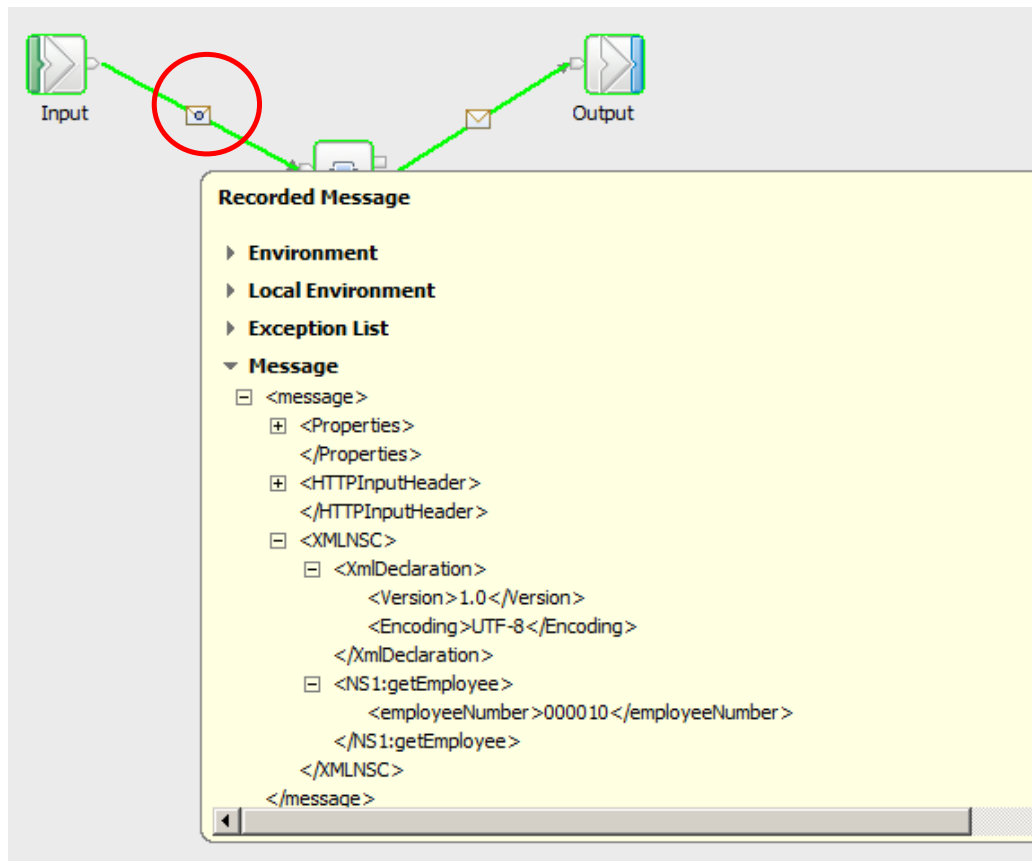 Input
Output
Recorded Message
Environment
Local Environment
Exception List
Message
<message>
<Properties>
</Properties>
<HTTPInputHeader>
</HTTPInputHeader>
<XMLNSC>
<XmlDeclaration>
<Version>1.0</Version>
<Encoding>UTF-8</Encoding>
</XmlDeclaration>
<NS1:getEmployee>
<employeeNumber>000010</employeeNumber>
</NS1:getEmployee>
</XMLNSC>
</message>